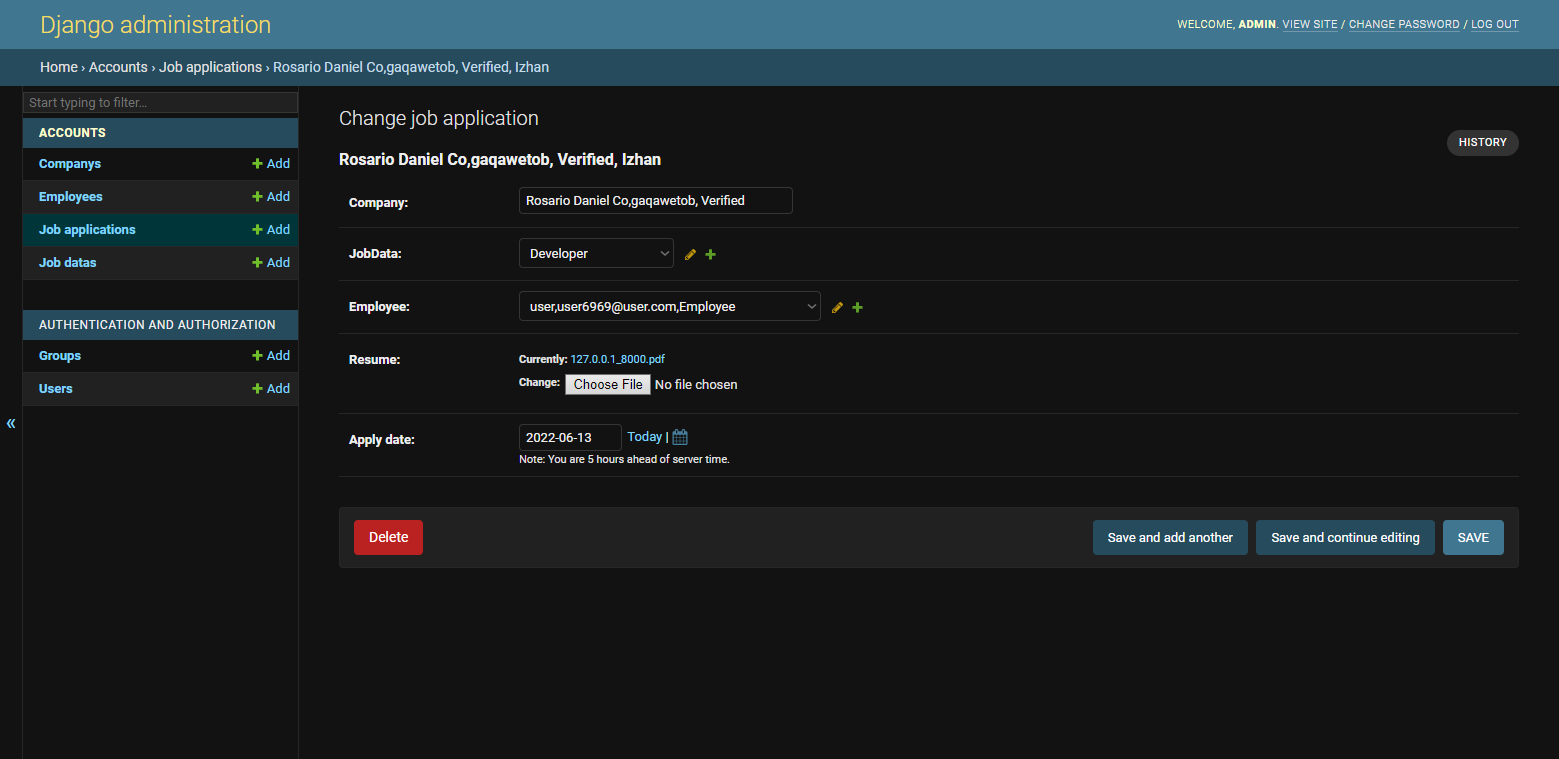 Django administration
WELCOME, ADMIN. VIEW SITE / CHANGE PASSWORD / LOG OUT
Home › Accounts › Job applications › Rosario Daniel Co,gaqawetob, Verified, Izhan
Start typing to filter...
ACCOUNTS
Companys + Add
Employees + Add
Job applications + Add
Job datas + Add
AUTHENTICATION AND AUTHORIZATION
Groups + Add
Users + Add
«
Change job application
HISTORY
Rosario Daniel Co,gaqawetob, Verified, Izhan
Company: Rosario Daniel Co,gaqawetob, Verified
JobData: Developer
Employee: user,user6969@user.com,Employee
Resume: Currently: 127.0.0.1_8000.pdf
Change: Choose File No file chosen
Apply date: 2022-06-13 Today |
Note: You are 5 hours ahead of server time.
Delete Save and add another Save and continue editing SAVE